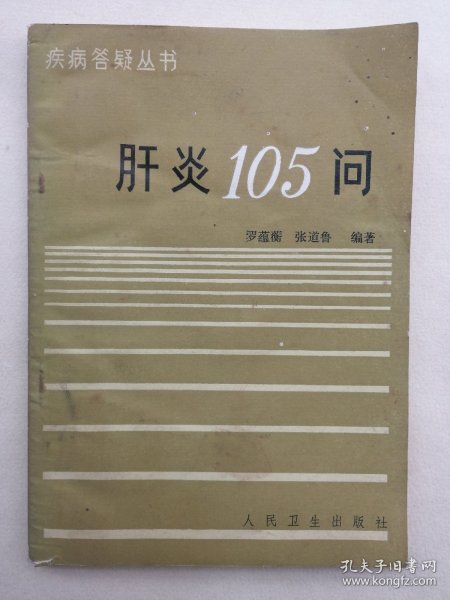 疾病答疑丛书
肝炎105问
罗蕴衡 张道鲁 编著
人民卫生出版社
孔夫子旧书网
www.kongfz.com